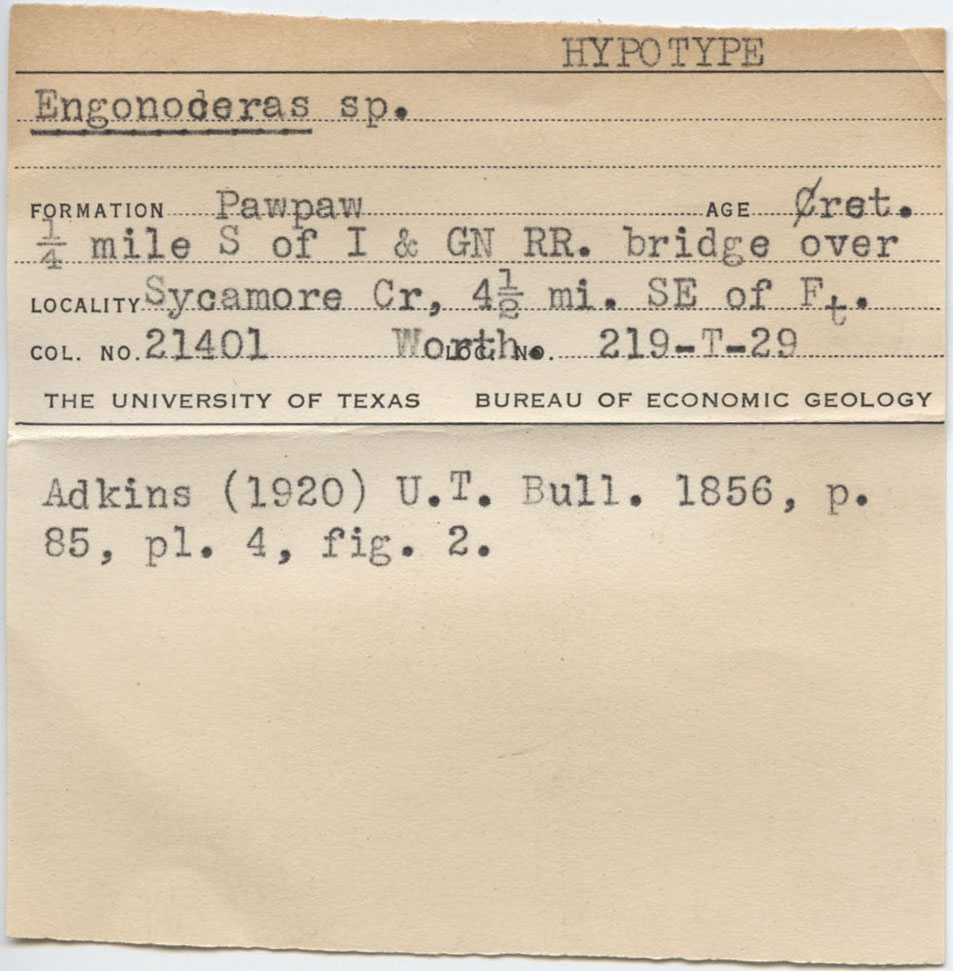 HYPOTYPE
Engonoceras sp.
FORMATION Pawpaw AGE Cret.
1/4 mile S of I & GN RR. bridge over
LOCALITY Sycamore Cr, 4 1/2 mi. SE of Ft.
COL. NO. 21401 Worth. LOC. NO. 219-T-29
THE UNIVERSITY OF TEXAS BUREAU OF ECONOMIC GEOLOGY
Adkins (1920) U.T. Bull. 1856, p.
85, pl. 4, fig. 2.